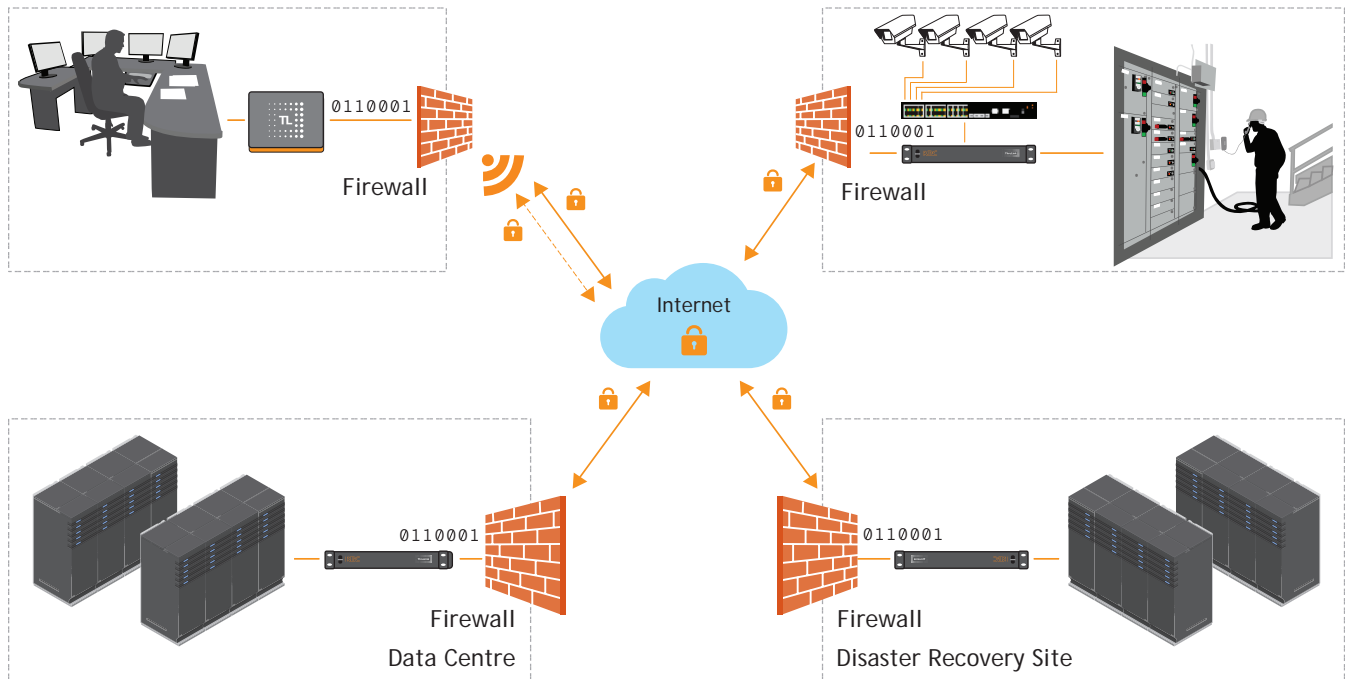 TL
0110001
Firewall
0110001
Firewall
Internet
0110001
Firewall
Data Centre
0110001
Firewall
Disaster Recovery Site